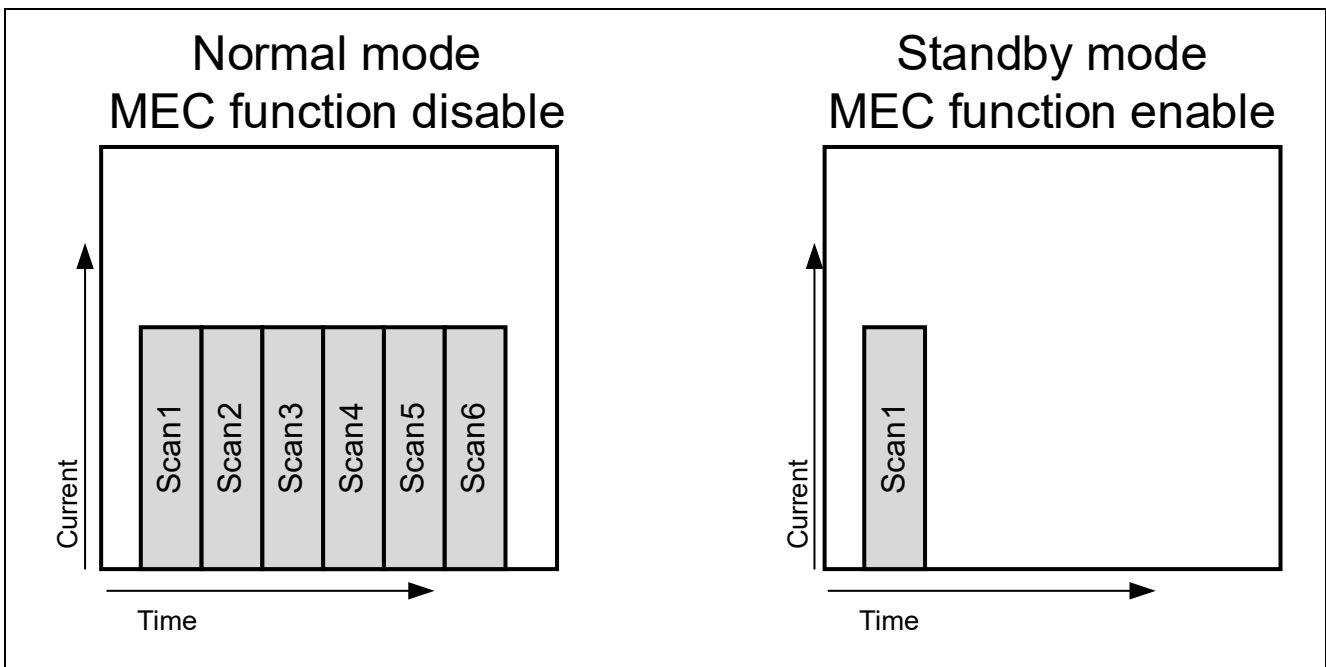 Normal mode
MEC function disable
Current
Scan1
Scan2
Scan3
Scan4
Scan5
Scan6
Time
Standby mode
MEC function enable
Current
Scan1
Time